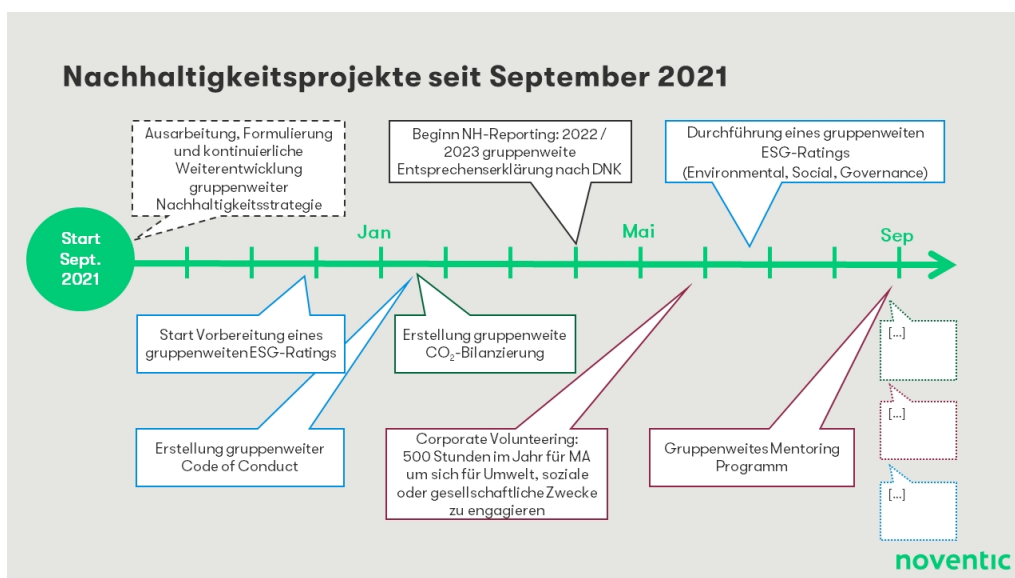 Nachhaltigkeitsprojekte seit September 2021
Ausarbeitung, Formulierung
und kontinuierliche
Weiterentwicklung
gruppenweiter
Nachhaltigkeitsstrategie
Beginn NH-Reporting: 2022 /
2023 gruppenweite
Entsprechenserklärung nach DNK
Durchführung eines gruppenweiten
ESG-Ratings
(Environmental, Social, Governance)
Start
Sept.
2021
Jan
Mai
Sep
Start Vorbereitung eines
gruppenweiten ESG-Ratings
Erstellung gruppenweite
CO₂-Bilanzierung
[...]
[...]
[...]
Erstellung gruppenweiter
Code of Conduct
Corporate Volunteering:
500 Stunden im Jahr für MA
um sich für Umwelt, soziale
oder gesellschaftliche Zwecke
zu engagieren
Gruppenweites Mentoring
Programm
noventic